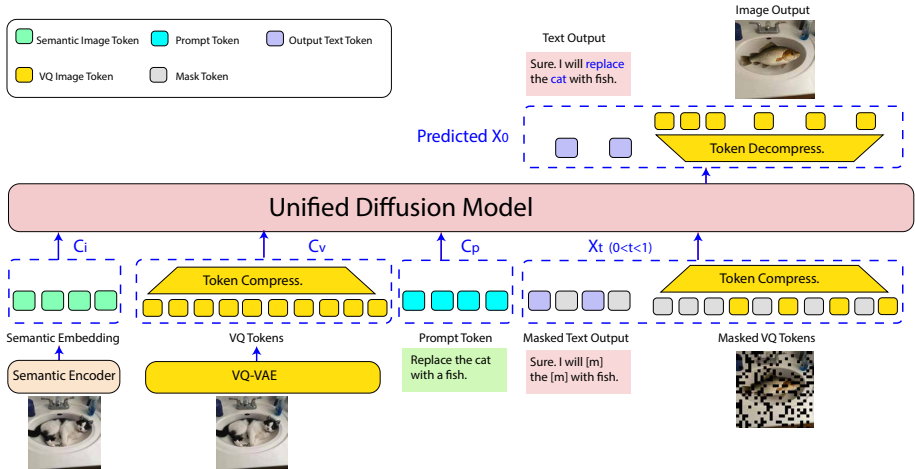 Image Output
Semantic Image Token
Prompt Token
Output Text Token
VQ Image Token
Mask Token
Text Output
Sure. I will replace
the cat with fish.
Predicted X0
Token Decompress.
Unified Diffusion Model
Ci
Cv
Cp
Xt (0<t<1)
Token Compress.
Token Compress.
Semantic Embedding
VQ Tokens
Prompt Token
Masked Text Output
Masked VQ Tokens
Semantic Encoder
VQ-VAE
Replace the cat
with a fish.
Sure. I will [m]
the [m] with fish.